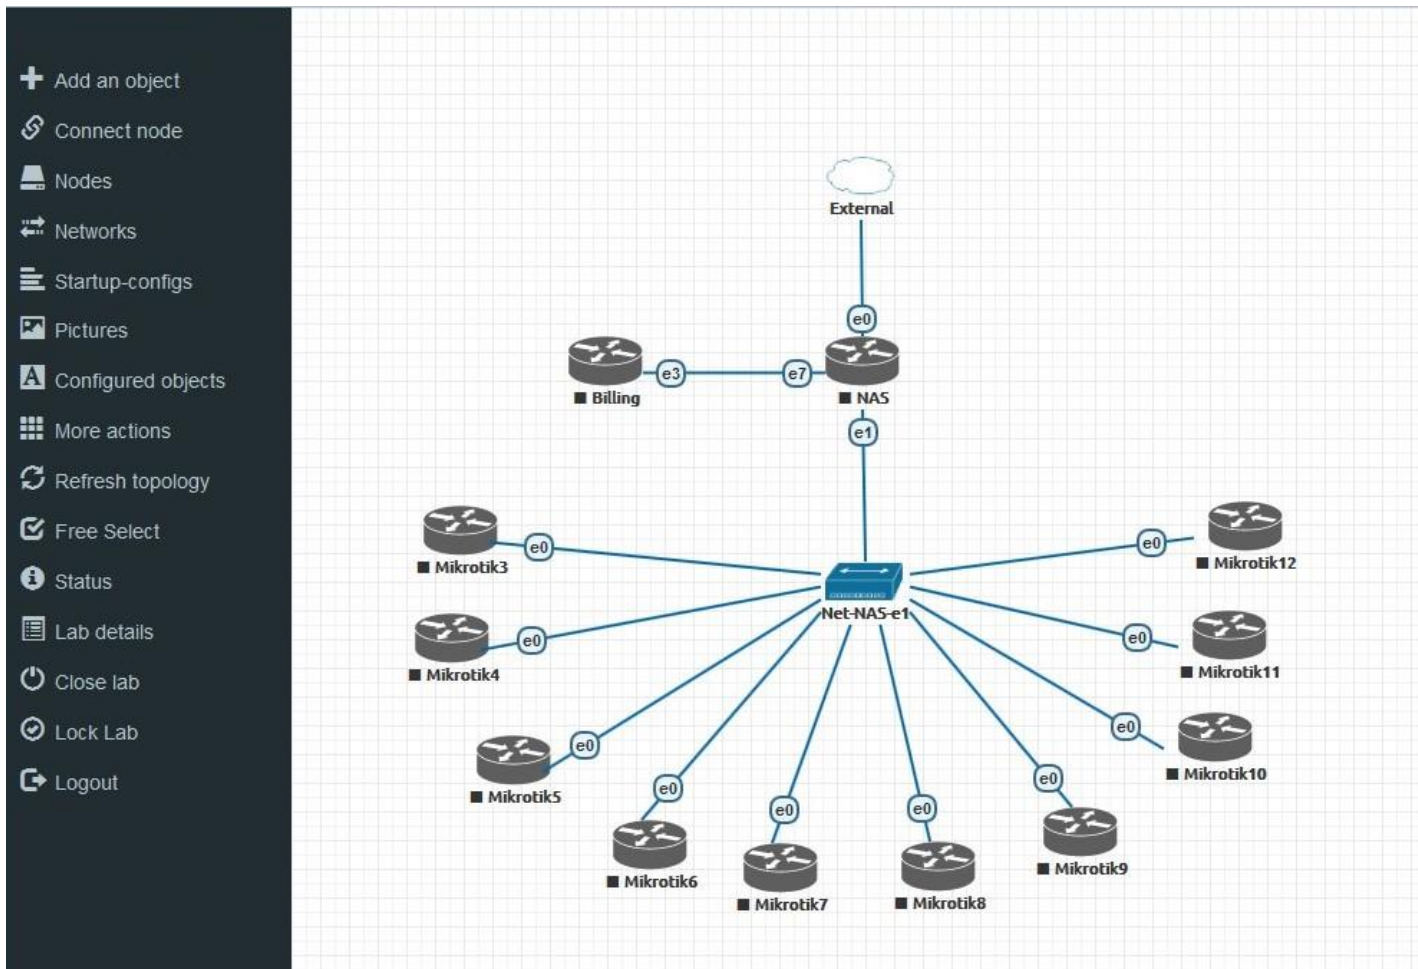 Add an object
Connect node
Nodes
Networks
Startup-configs
Pictures
A Configured objects
More actions
Refresh topology
Free Select
Status
Lab details
Close lab
Lock Lab
Logout
External
e0
e3
e7
Billing
NAS
e1
Mikrotik3
e0
e0
Mikrotik12
Net-NAS-e1
Mikrotik4
e0
e0
Mikrotik11
Mikrotik5
e0
e0
Mikrotik10
Mikrotik6
e0
Mikrotik7
e0
Mikrotik8
e0
Mikrotik9
e0